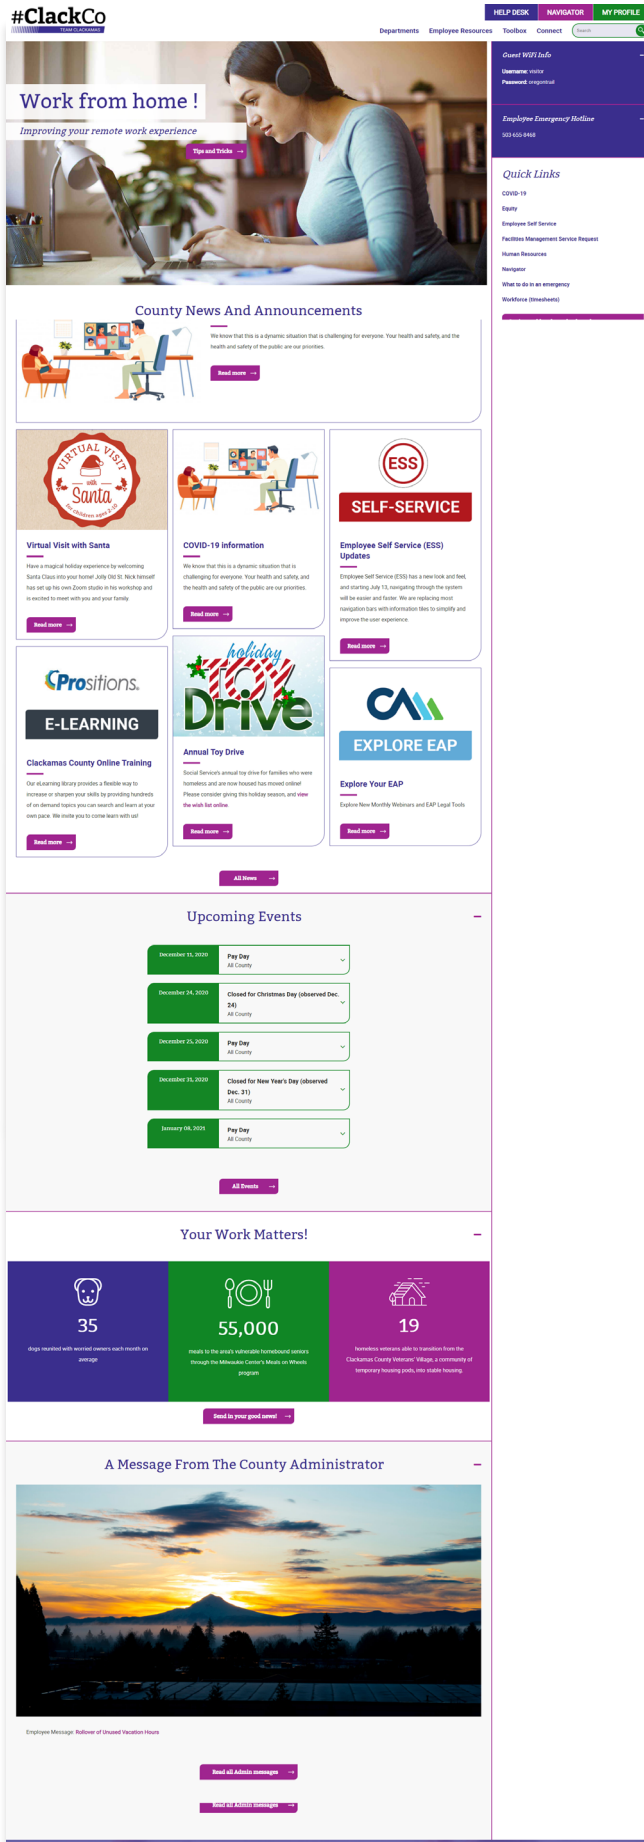 #ClackCo
TEAM CLACKAMAS
HELP DESK
NAVIGATOR
MY PROFILE
Departments
Employee Resources
Toolbox
Connect
Search
Work from home !
Improving your remote work experience
Tips and Tricks →
Guest WiFi Info
Username: visitor
Password: oregontrail
Employee Emergency Hotline
503-655-8468
Quick Links
COVID-19
Equity
Employee Self Service
Facilities Management Service Request
Human Resources
Navigator
What to do in an emergency
Workforce (timesheets)
County News And Announcements
We know that this is a dynamic situation that is challenging for everyone. Your health and safety, and the
health and safety of the public are our priorities.
Read more →
VIRTUAL VISIT
with
Santa
for children ages 2-10
Virtual Visit with Santa
Have a magical holiday experience by welcoming
Santa Claus into your home! Jolly Old St. Nick himself
has set up his own Zoom studio in his workshop and
is excited to meet with you and your family
Read more →
COVID-19 information
We know that this is a dynamic situation that is
challenging for everyone. Your health and safety, and
the health and safety of the public are our priorities.
Read more →
ESS
SELF-SERVICE
Employee Self Service (ESS)
Updates
Employee Self Service (ESS) has a new look and feel,
and starting July 13, navigating through the system
will be easier and faster. We are replacing most
navigation bars with information tiles to simplify and
improve the user experience.
Read more →
Prositions.
E-LEARNING
Clackamas County Online Training
Our eLearning library provides a flexible way to
increase or sharpen your skills by providing hundreds
of on demand topics you can search and learn at your
own pace. We invite you to come learn with us!
Read more →
holiday
TOY
Drive
Annual Toy Drive
Social Service's annual toy drive for families who were
homeless and are now housed has moved online!
Please consider giving this holiday season, and view
the wish list online
Read more →
EXPLORE EAP
Explore Your EAP
Explore New Monthly Webinars and EAP Legal Tools
Read more →
All News →
Upcoming Events
December 11, 2020
Pay Day
All County
December 24, 2020
Closed for Christmas Day (observed Dec.
24)
All County
December 25, 2020
Pay Day
All County
December 31, 2020
Closed for New Year's Day (observed
Dec. 31)
All County
January 08, 2021
Pay Day
All County
All Events →
Your Work Matters!
35
dogs reunited with worried owners each month on
average
55,000
meals to the area's vulnerable homebound seniors
through the Milwaukie Center's Meals on Wheels
program
19
homeless veterans able to transition from the
Clackamas County Veterans' Village, a community of
temporary housing pods, into stable housing.
Send in your good news! →
A Message From The County Administrator
Employee Message: Rollover of Unused Vacation Hours
Read all Admin messages →
Read all Admin messages →